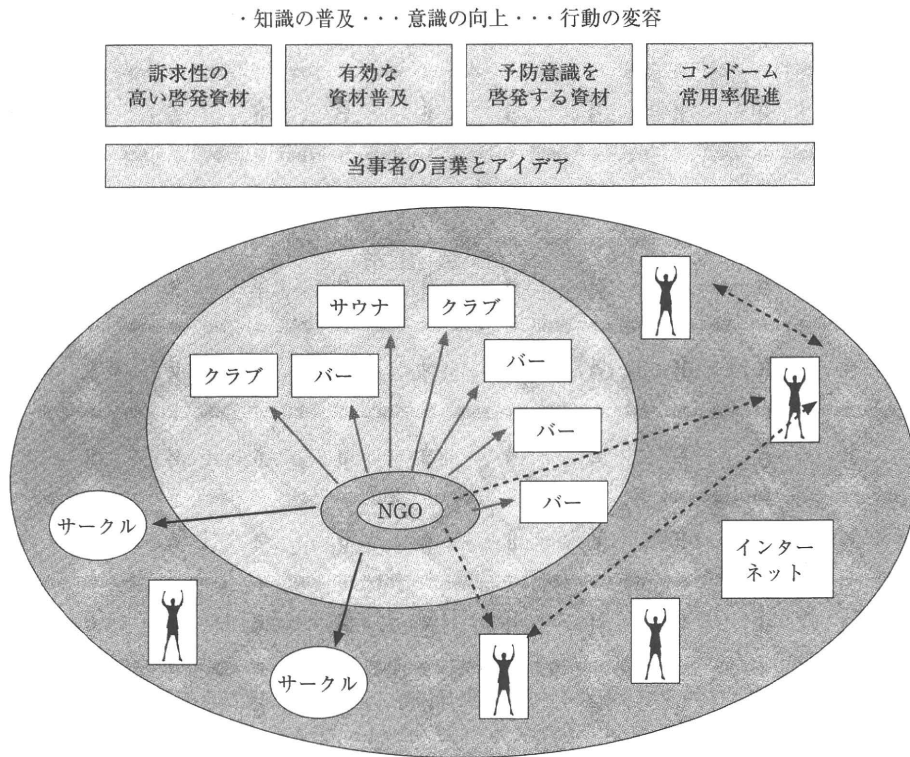 ・知識の普及・・・意識の向上・・・行動の変容
訴求性の
高い啓発資材
有効な
資材普及
予防意識を
啓発する資材
コンドーム
常用率促進
当事者の言葉とアイデア
サウナ
クラブ
クラブ
バー
バー
バー
バー
NGO
サークル
インター
ネット
サークル